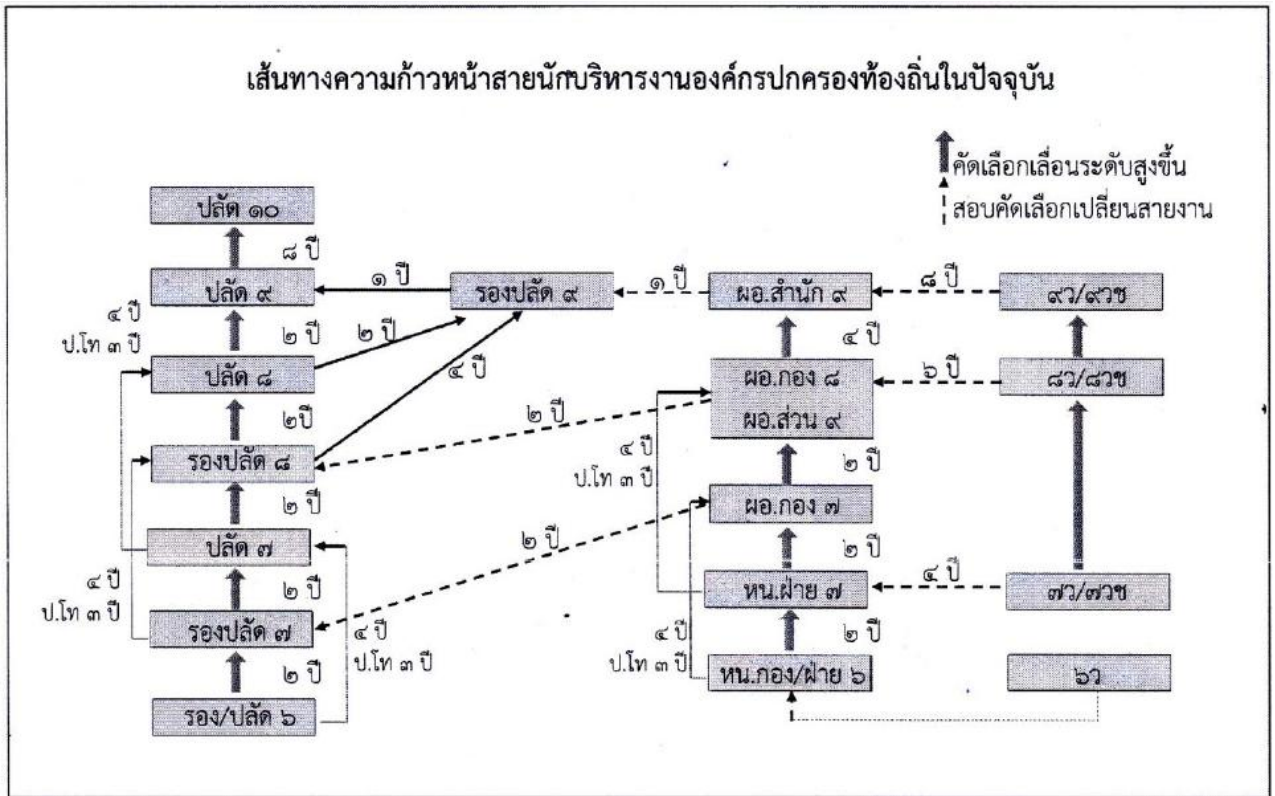 เส้นทางความก้าวหน้าสายนักบริหารงานองค์กรปกครองท้องถิ่นในปัจจุบัน
คัดเลือกเลื่อนระดับสูงขึ้น
สอบคัดเลือกเปลี่ยนสายงาน
ปลัด ๑๐
๘ ปี
ปลัด ๙
๑ ปี
รองปลัด ๙
๑ ปี
ผอ.สำนัก ๙
๘ ปี
๙ว/๙วช
๔ ปี
ป.โท ๓ ปี
๒ ปี
๒ ปี
๔ ปี
๔ ปี
ปลัด ๘
ผอ.กอง ๘
ผอ.ส่วน ๙
๖ ปี
๘ว/๘วช
๒ปี
๒ ปี
รองปลัด ๘
๔ ปี
ป.โท ๓ ปี
๒ ปี
๒ ปี
ผอ.กอง ๗
ปลัด ๗
๒ ปี
๒ ปี
๔ ปี
ป.โท ๓ ปี
๒ ปี
หน.ฝ่าย ๗
๔ ปี
๗ว/๗วช
รองปลัด ๗
๔ ปี
ป.โท ๓ ปี
๒ ปี
๔ ปี
ป.โท ๓ ปี
๒ ปี
หน.กอง/ฝ่าย ๖
๖ว
รอง/ปลัด ๖